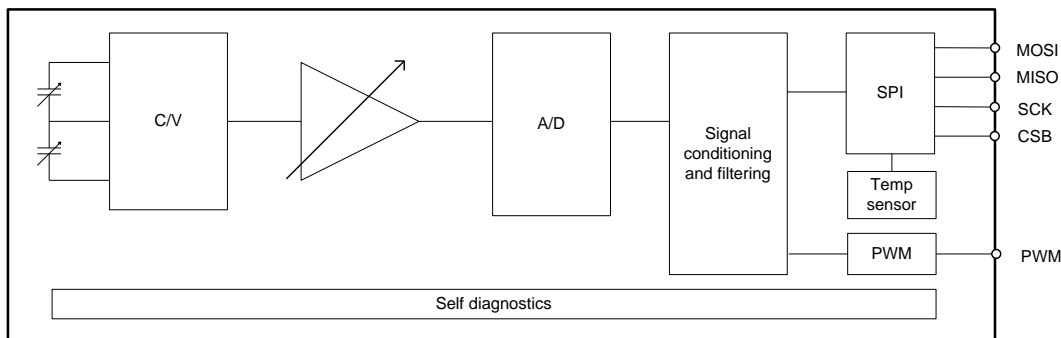 C/V
A/D
Signal
conditioning
and filtering
SPI
MOSI
MISO
SCK
CSB
Temp
sensor
PWM
PWM
Self diagnostics